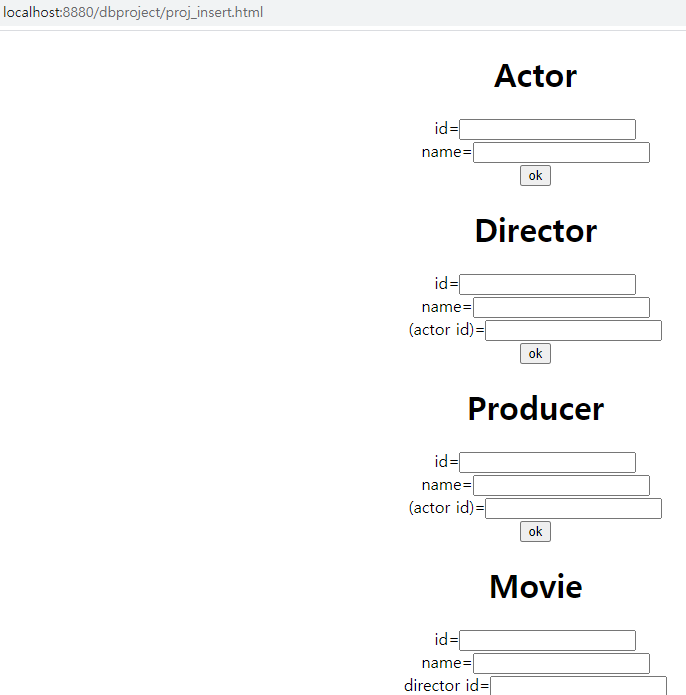 localhost:8880/dbproject/proj_insert.html
Actor
id=
name=
ok
Director
id=
name=
(actor id)=
ok
Producer
id=
name=
(actor id)=
ok
Movie
id=
name=
director id=